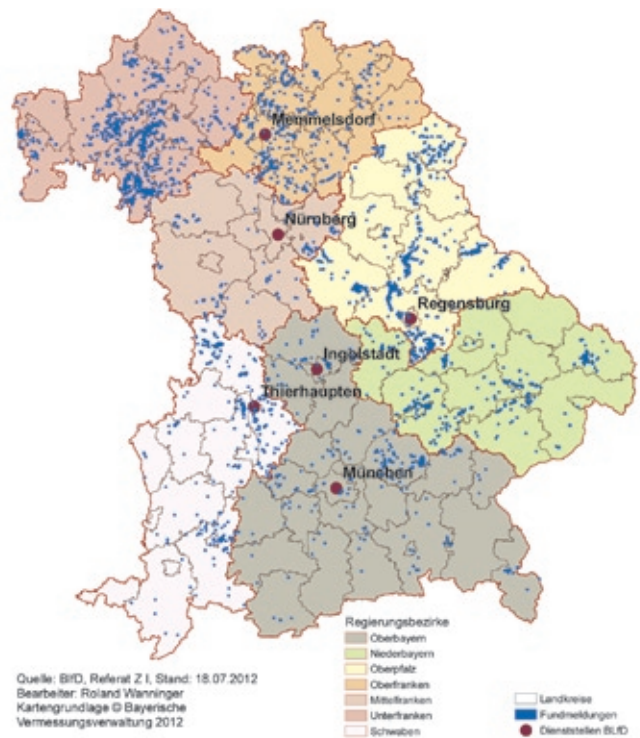 Memmelsdorf
Nürnberg
Regensburg
Ingolstadt
Thierhaupten
München
Regierungsbezirke
Oberbayern
Niederbayern
Oberpfalz
Oberfranken
Mittelfranken
Unterfranken
Schwaben
Quelle: BlfD, Referat Z I, Stand: 18.07.2012
Bearbeiter: Roland Wanninger
Kartengrundlage © Bayerische
Vermessungsverwaltung 2012
Landkreise
Fundmeldungen
Dienststellen BLfD